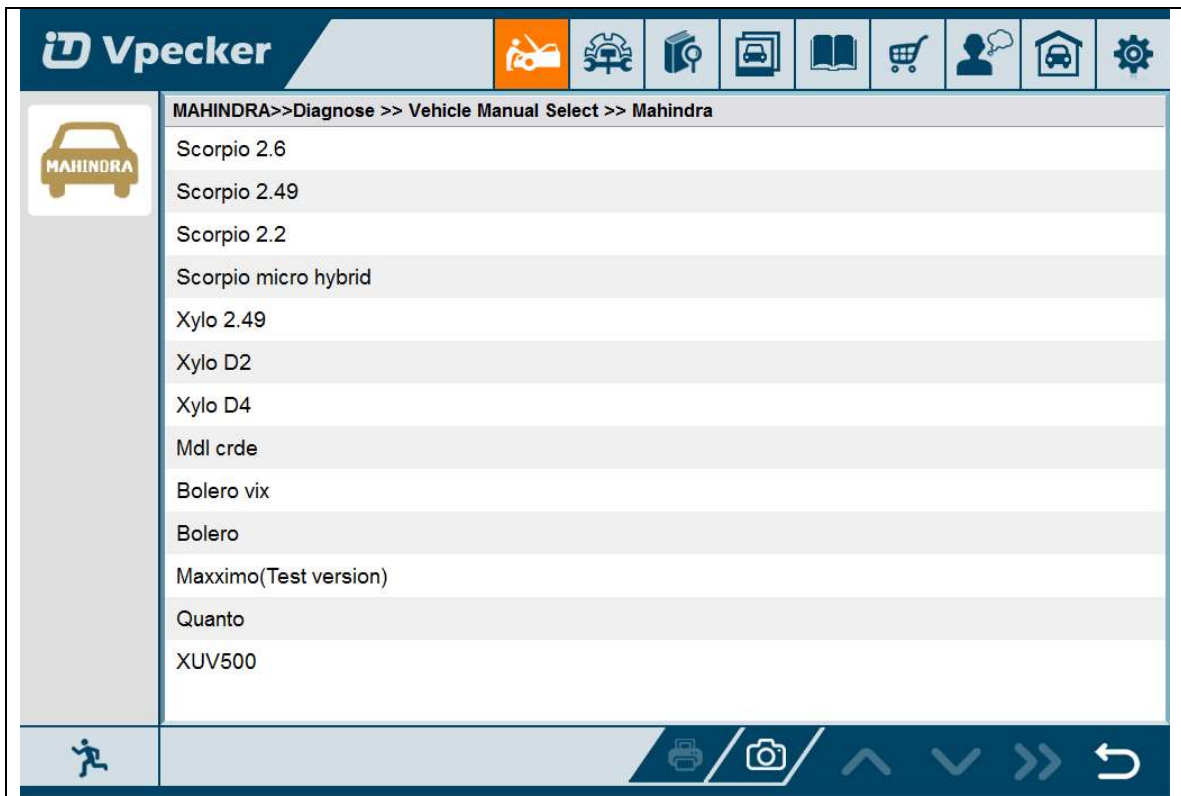 Vpecker
MAHINDRA>>Diagnose >> Vehicle Manual Select >> Mahindra
MAHINDRA
Scorpio 2.6
Scorpio 2.49
Scorpio 2.2
Scorpio micro hybrid
Xylo 2.49
Xylo D2
Xylo D4
Mdl crde
Bolero vix
Bolero
Maxximo(Test version)
Quanto
XUV500